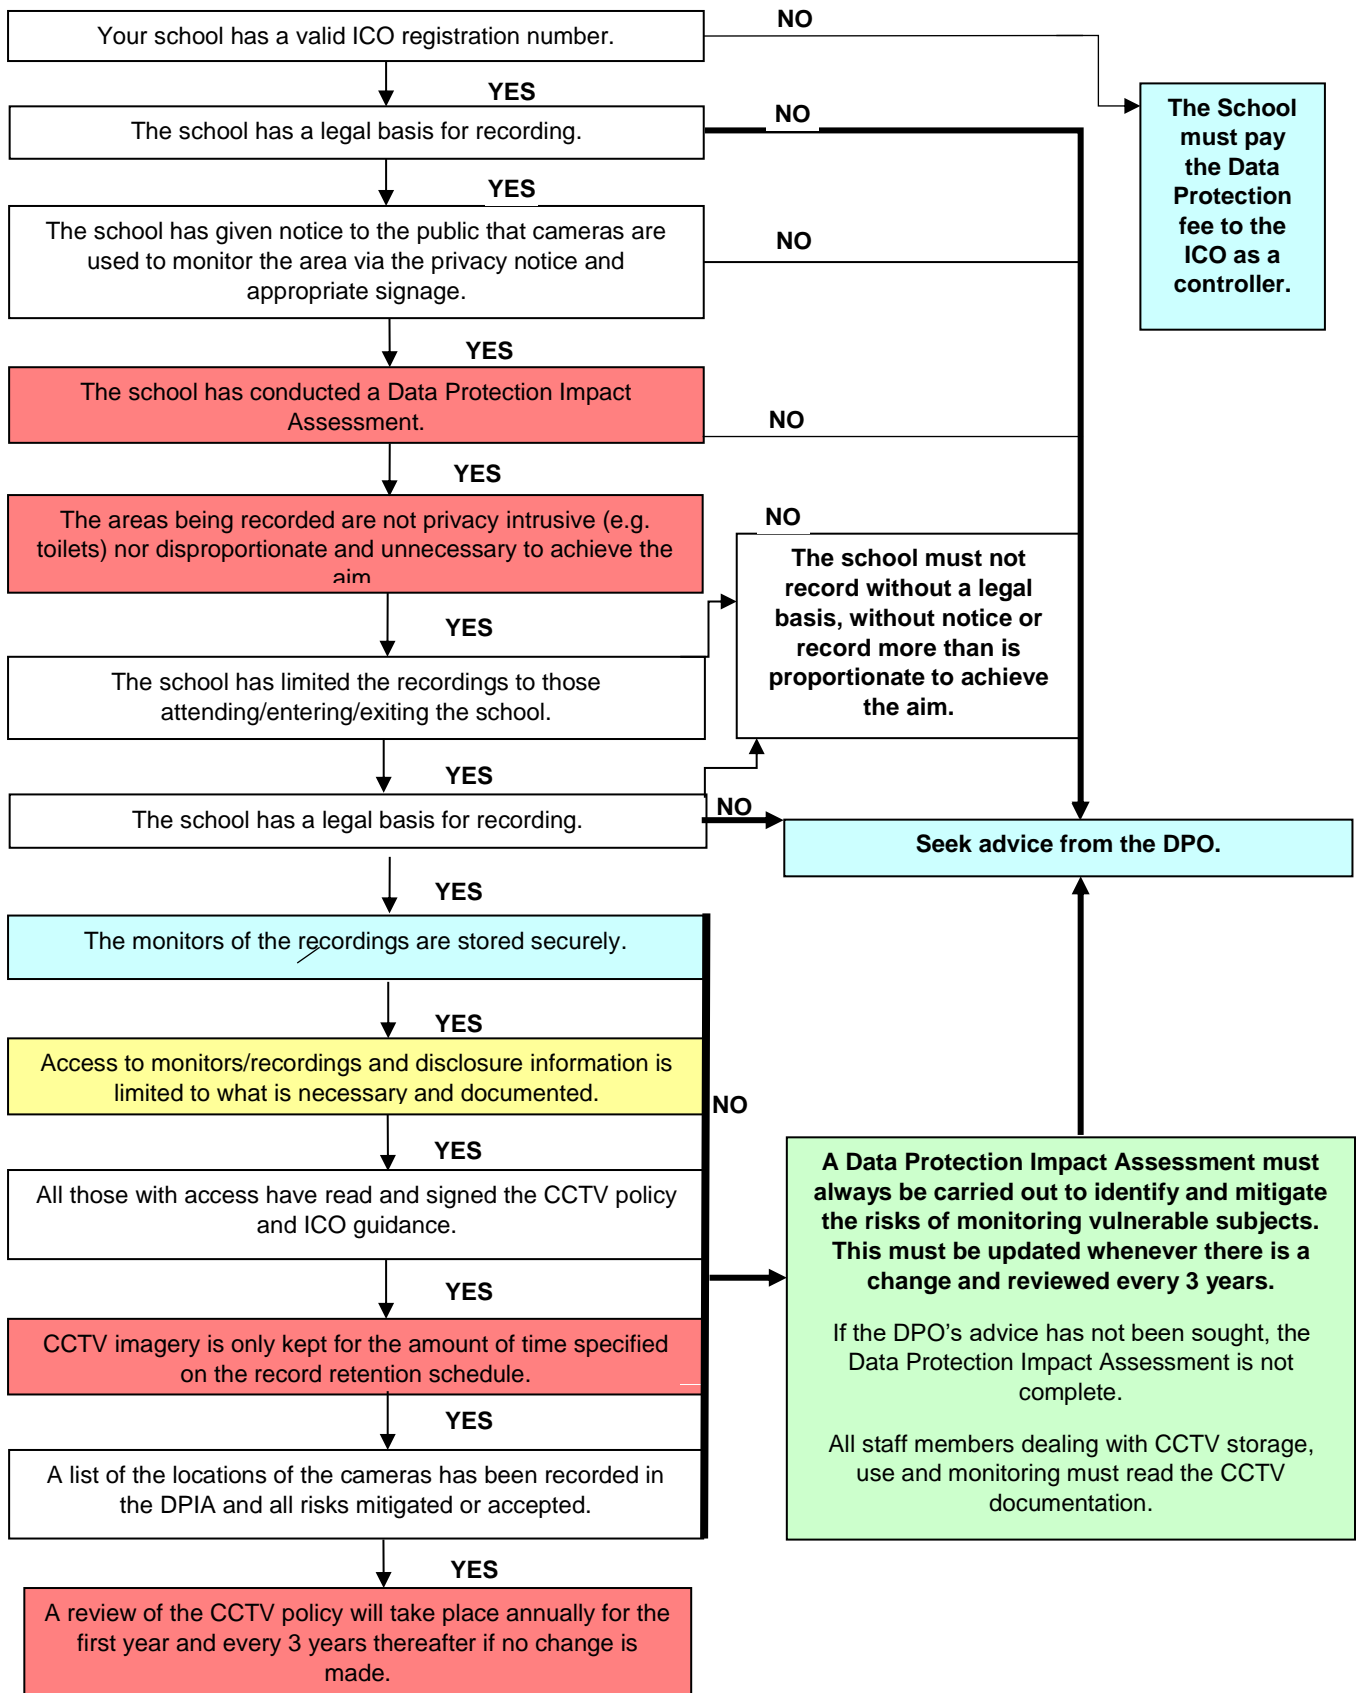 NO
Your school has a valid ICO registration number.
YES
The School
must pay
the Data
Protection
fee to the
ICO as a
controller.
NO
The school has a legal basis for recording.
YES
The school has given notice to the public that cameras are
used to monitor the area via the privacy notice and
appropriate signage.
NO
YES
The school has conducted a Data Protection Impact
Assessment.
NO
YES
The areas being recorded are not privacy intrusive (e.g.
toilets) nor disproportionate and unnecessary to achieve the
aim
NO
The school must not
record without a legal
basis, without notice or
record more than is
proportionate to achieve
the aim.
YES
The school has limited the recordings to those
attending/entering/exiting the school.
YES
The school has a legal basis for recording.
NO
Seek advice from the DPO.
YES
The monitors of the recordings are stored securely.
YES
Access to monitors/recordings and disclosure information is
limited to what is necessary and documented.
NO
YES
All those with access have read and signed the CCTV policy
and ICO guidance.
A Data Protection Impact Assessment must
always be carried out to identify and mitigate
the risks of monitoring vulnerable subjects.
This must be updated whenever there is a
change and reviewed every 3 years.
If the DPO's advice has not been sought, the
Data Protection Impact Assessment is not
complete.
All staff members dealing with CCTV storage,
use and monitoring must read the CCTV
documentation.
YES
CCTV imagery is only kept for the amount of time specified
on the record retention schedule.
YES
A list of the locations of the cameras has been recorded in
the DPIA and all risks mitigated or accepted.
YES
A review of the CCTV policy will take place annually for the
first year and every 3 years thereafter if no change is
made.